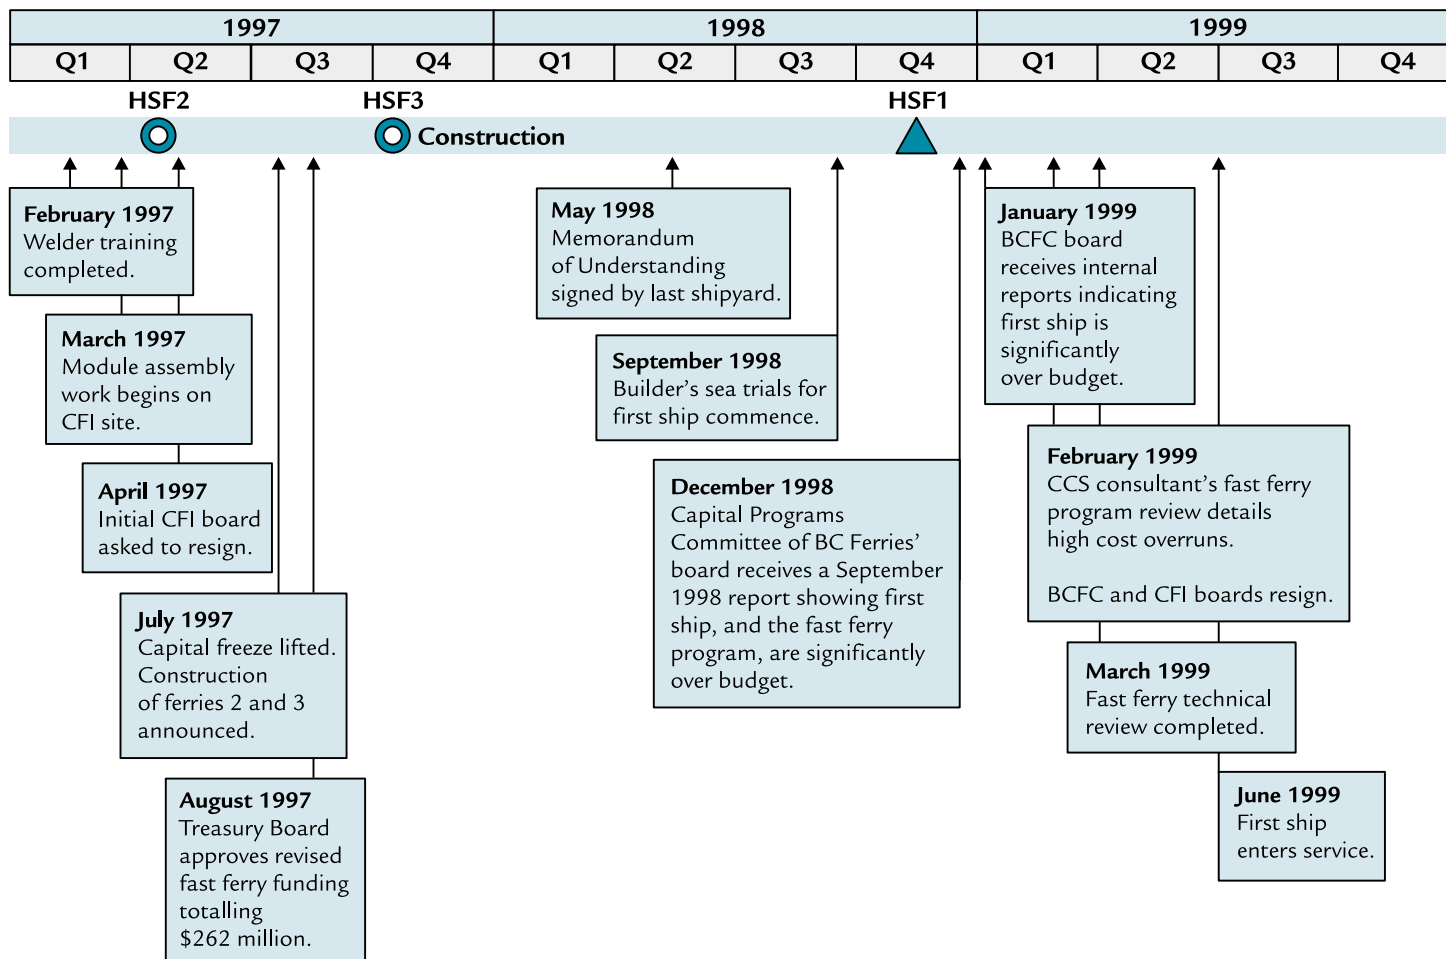 1997
1998
1999
Q1
Q2
Q3
Q4
Q1
Q2
Q3
Q4
Q1
Q2
Q3
Q4
HSF2
HSF3
HSF1
Construction
February 1997
Welder training
completed.
March 1997
Module assembly
work begins on
CFI site.
April 1997
Initial CFI board
asked to resign.
July 1997
Capital freeze lifted.
Construction
of ferries 2 and 3
announced.
August 1997
Treasury Board
approves revised
fast ferry funding
totalling
$262 million.
May 1998
Memorandum
of Understanding
signed by last shipyard.
September 1998
Builder’s sea trials for
first ship commence.
December 1998
Capital Programs
Committee of BC Ferries’
board receives a September
1998 report showing first
ship, and the fast ferry
program, are significantly
over budget.
January 1999
BCFC board
receives internal
reports indicating
first ship is
significantly
over budget.
February 1999
CCS consultant’s fast ferry
program review details
high cost overruns.
BCFC and CFI boards resign.
March 1999
Fast ferry technical
review completed.
June 1999
First ship
enters service.